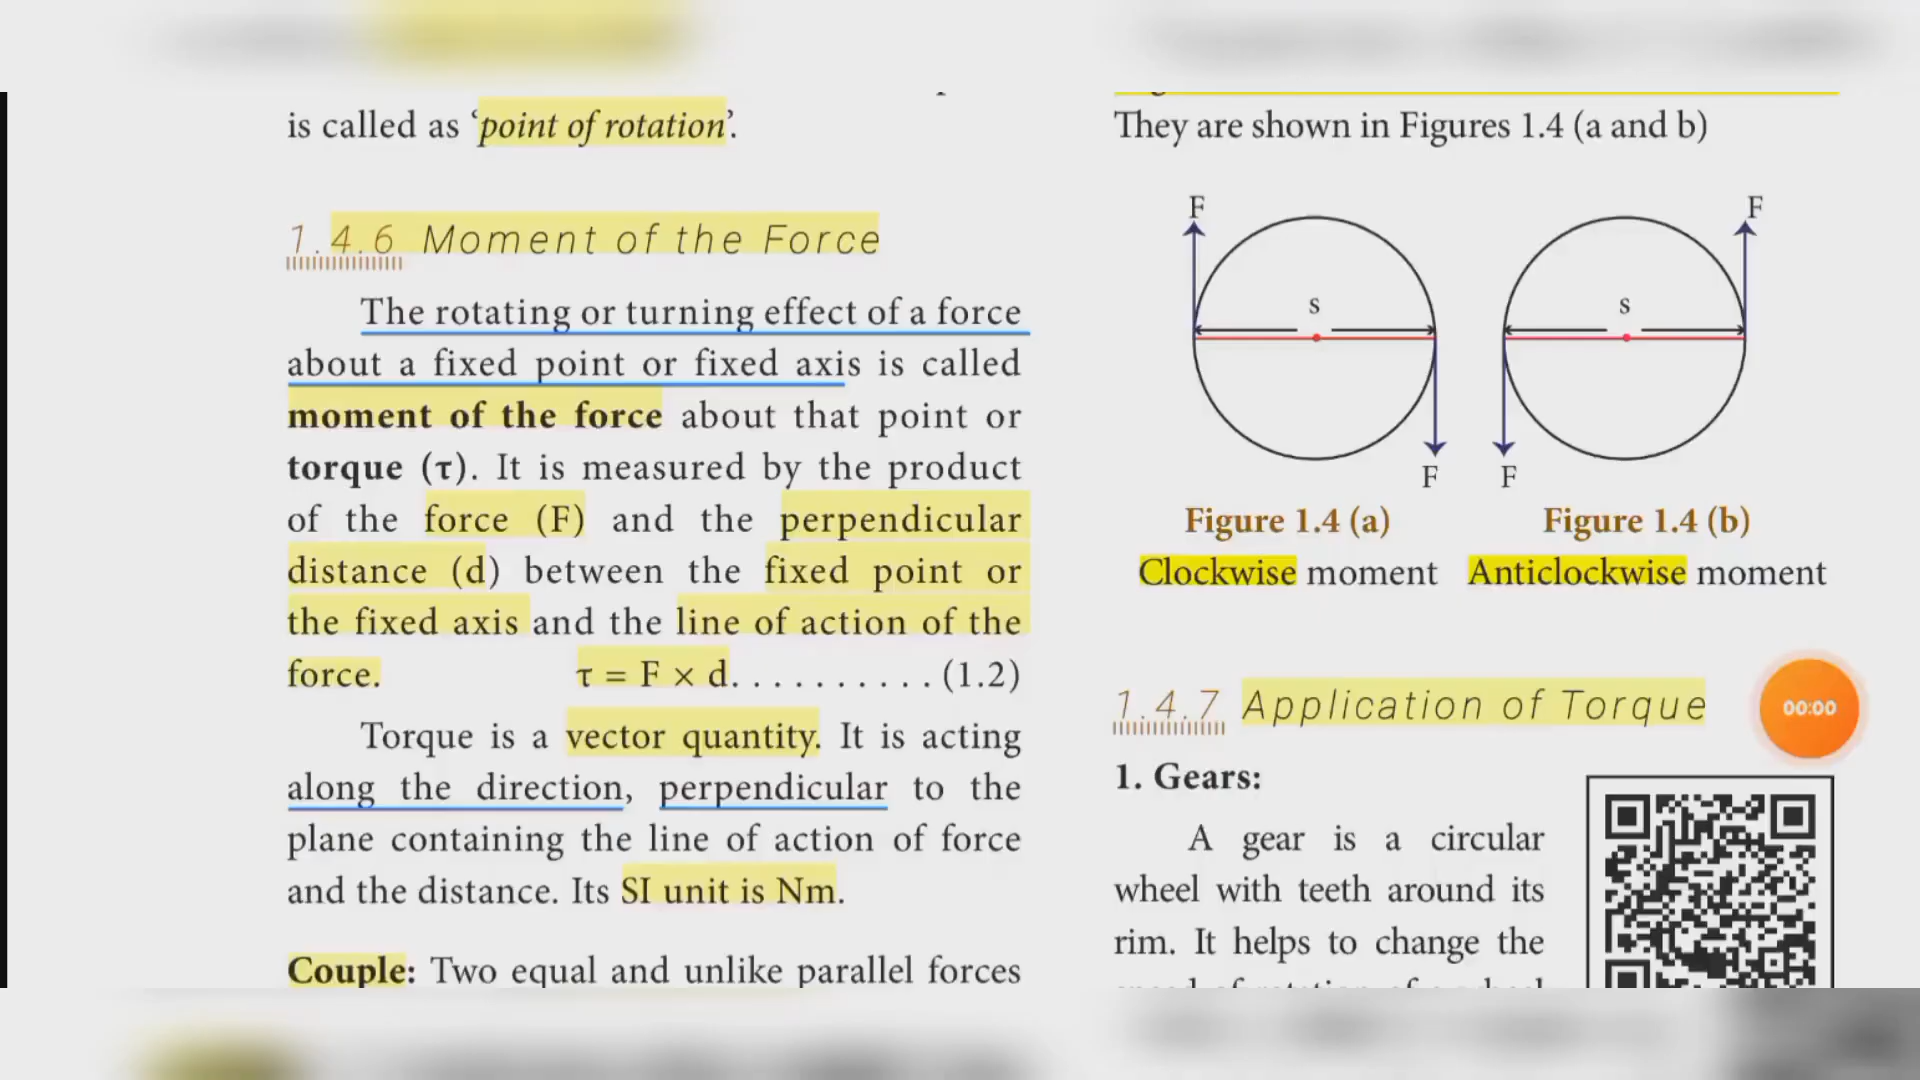 is called as ‘point of rotation’.
1.4.6 Moment of the Force
The rotating or turning effect of a force
about a fixed point or fixed axis is called
moment of the force about that point or
torque (τ). It is measured by the product
of the force (F) and the perpendicular
distance (d) between the fixed point or
the fixed axis and the line of action of the
force. τ = F × d. . . . . . . . . . (1.2)
Torque is a vector quantity. It is acting
along the direction, perpendicular to the
plane containing the line of action of force
and the distance. Its SI unit is Nm.
Couple: Two equal and unlike parallel forces
They are shown in Figures 1.4 (a and b)
F
F
s
s
F
F
Figure 1.4 (a)
Figure 1.4 (b)
Clockwise moment
Anticlockwise moment
1.4.7 Application of Torque
00:00
1. Gears:
A gear is a circular
wheel with teeth around its
rim. It helps to change the